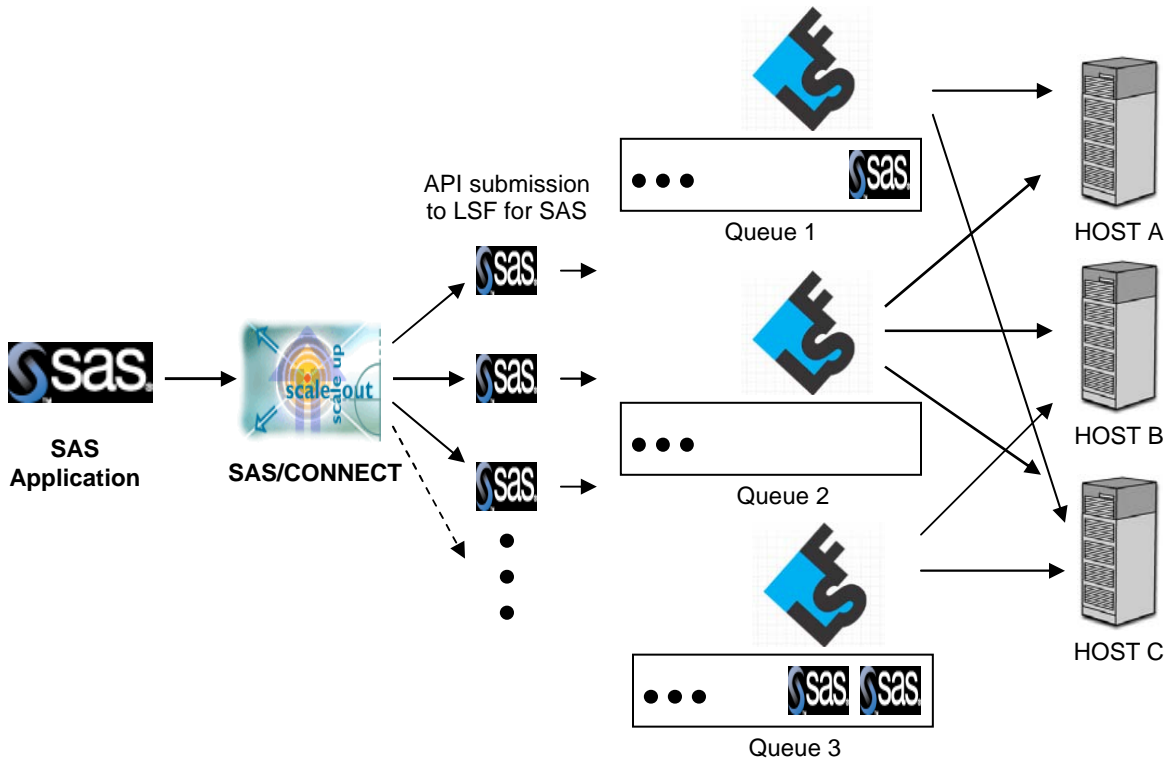 LSF
sas
API submission
to LSF for SAS
Queue 1
HOST A
sas
LSF
sas
scale out
scale up
sas
HOST B
SAS
Application
SAS/CONNECT
sas
Queue 2
LSF
HOST C
sas
sas
Queue 3